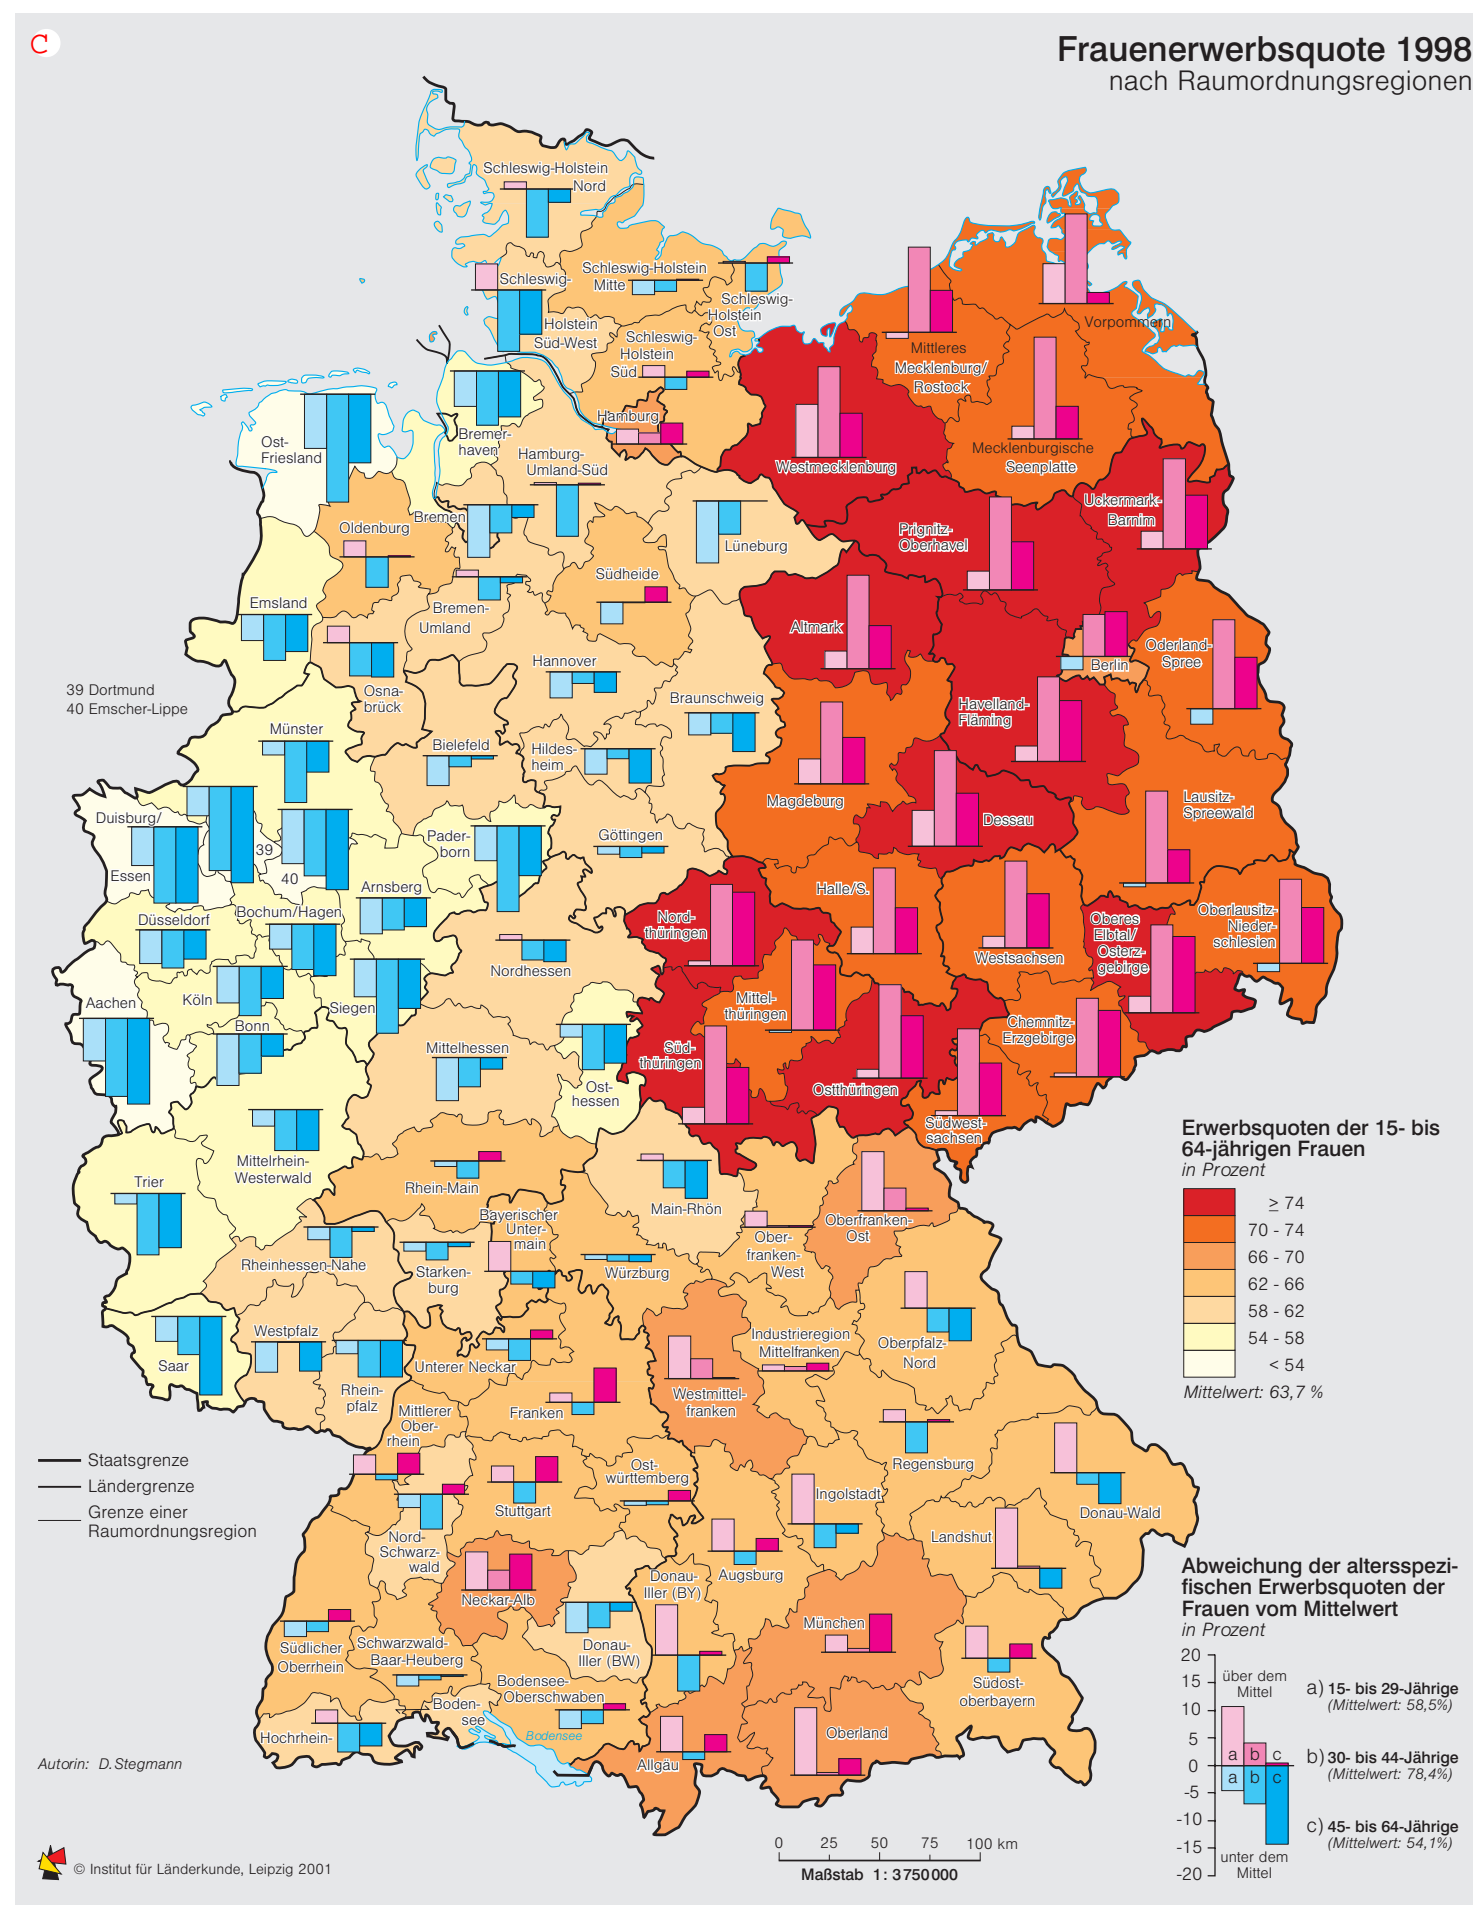 C
Frauenerwerbsquote 1998
nach Raumordnungsregionen
Schleswig-Holstein
Nord
Schleswig-
Holstein
Süd-West
Schleswig-Holstein
Mitte
Schleswig-
Holstein
Ost
Schleswig-
Holstein
Süd
Hamburg
Mittleres
Mecklenburg/
Rostock
Vorpommern
Westmecklenburg
Mecklenburgische
Seenplatte
Ost-
Friesland
Bremer-
haven
Hamburg-
Umland-Süd
Oldenburg
Bremen
Lüneburg
Prignitz-
Oberhavel
Uckermark-
Barnim
Emsland
Bremen-
Umland
Südheide
Altmark
Berlin
Oderland-
Spree
39 Dortmund
40 Emscher-Lippe
Osna-
brück
Hannover
Braunschweig
Havelland-
Fläming
Münster
Bielefeld
Hildes-
heim
Magdeburg
Dessau
Lausitz-
Spreewald
Duisburg/
Essen
39
40
Pader-
born
Göttingen
Arnsberg
Halle/S.
Düsseldorf
Bochum/Hagen
Nord-
thüringen
Westsachsen
Oberes
Elbtal/
Osterz-
gebirge
Oberlausitz-
Nieder-
schlesien
Nordhessen
Aachen
Köln
Siegen
Bonn
Mittel-
thüringen
Chemnitz-
Erzgebirge
Mittelhessen
Ost-
hessen
Süd-
thüringen
Ostthüringen
Südwest-
sachsen
Mittelrhein-
Westerwald
Trier
Rhein-Main
Main-Rhön
Bayerischer
Unter-
main
Oberfranken-
Ost
Ober-
franken-
West
Rheinhessen-Nahe
Starken-
burg
Würzburg
Saar
Westpfalz
Rhein-
pfalz
Unterer Neckar
Industrieregion
Mittelfranken
Oberpfalz-
Nord
Franken
Westmittel-
franken
Mittlerer
Ober-
rhein
Regensburg
Stuttgart
Ost-
württemberg
Ingolstadt
Donau-Wald
Nord-
Schwarz-
wald
Landshut
Neckar-Alb
Donau-
Iller (BY)
Augsburg
München
Südlicher
Oberrhein
Schwarzwald-
Baar-Heuberg
Donau-
Iller (BW)
Südost-
oberbayern
Bodensee-
Oberschwaben
Boden-
see
Bodensee
Hochrhein-
Allgäu
Oberland
Staatsgrenze
Ländergrenze
Grenze einer
Raumordnungsregion
Erwerbsquoten der 15- bis
64-jährigen Frauen
in Prozent
≥ 74
70 - 74
66 - 70
62 - 66
58 - 62
54 - 58
< 54
Mittelwert: 63,7 %
Abweichung der altersspezi-
fischen Erwerbsquoten der
Frauen vom Mittelwert
in Prozent
20
15
10
5
0
-5
-10
-15
-20
über dem
Mittel
a b c
a b c
unter dem
Mittel
a) 15- bis 29-Jährige
(Mittelwert: 58,5%)
b) 30- bis 44-Jährige
(Mittelwert: 78,4%)
c) 45- bis 64-Jährige
(Mittelwert: 54,1%)
Autorin: D. Stegmann
© Institut für Länderkunde, Leipzig 2001
0 25 50 75 100 km
Maßstab 1 : 3 750 000